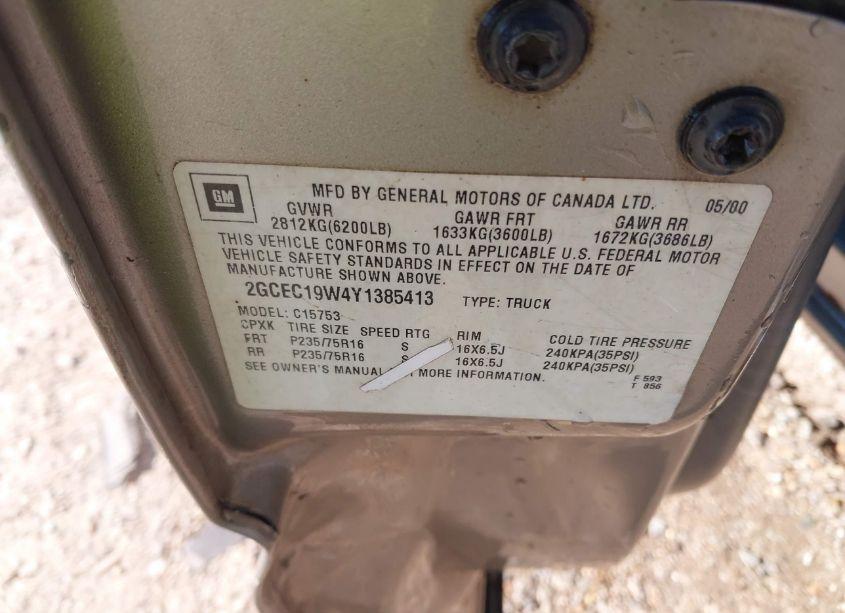 GM
MFD BY GENERAL MOTORS OF CANADA LTD. 05/00
GVWR GAWR FRT GAWR RR
2812KG(6200LB) 1633KG(3600LB) 1672KG(3686LB)
THIS VEHICLE CONFORMS TO ALL APPLICABLE U.S. FEDERAL MOTOR
VEHICLE SAFETY STANDARDS IN EFFECT ON THE DATE OF
MANUFACTURE SHOWN ABOVE.
2GCEC19W4Y1385413 TYPE: TRUCK
MODEL: C15753
CPXK TIRE SIZE SPEED RTG RIM COLD TIRE PRESSURE
FRT P235/75R16 S 16X6.5J 240KPA(35PSI)
RR P235/75R16 S 16X6.5J 240KPA(35PSI)
SEE OWNER'S MANUAL MORE INFORMATION.
F 593
T 856